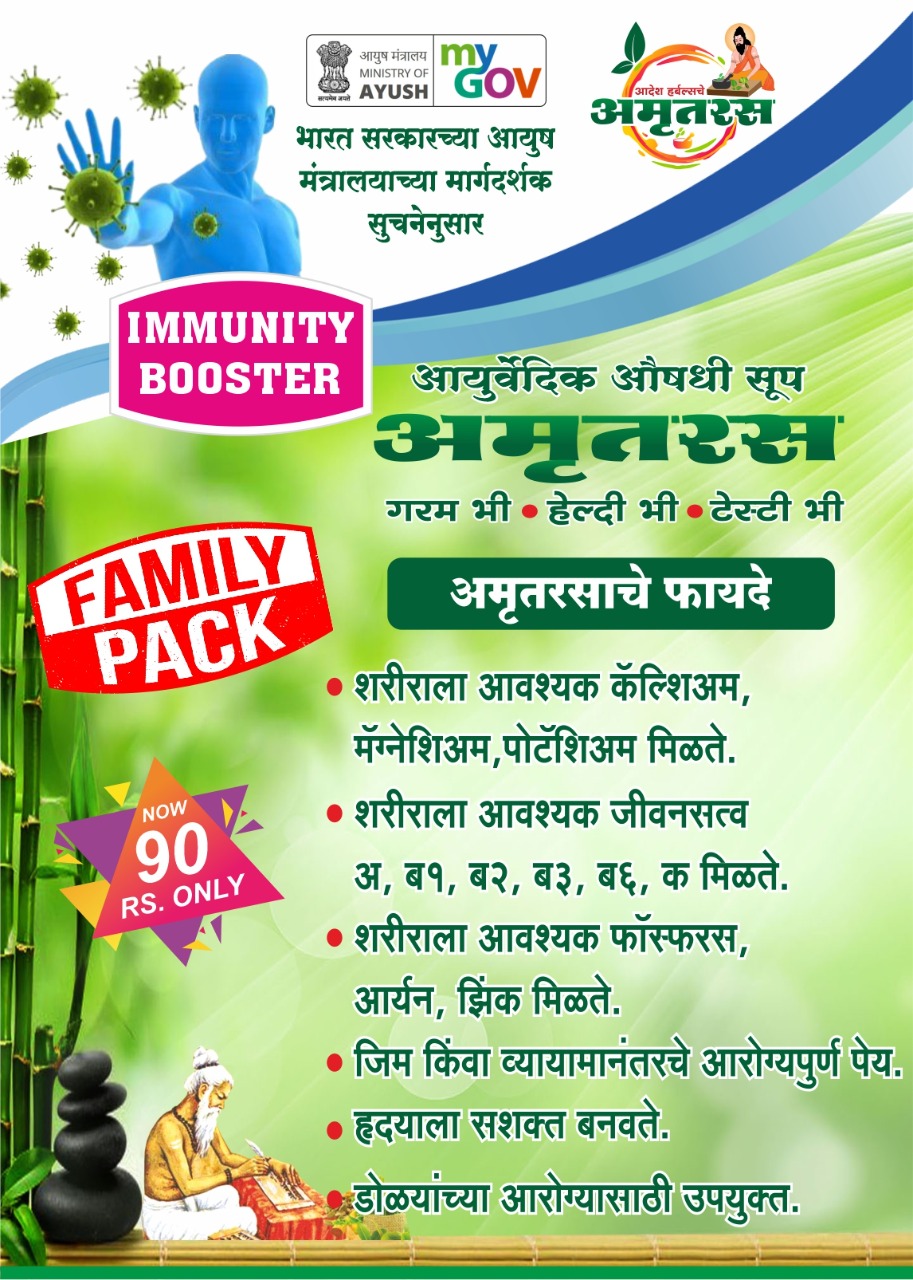 आयुष मंत्रालय
MINISTRY OF
AYUSH
सत्यमेव जयते
my
GOV
आदेश हर्बल्सचे
अमृतरस
भारत सरकारच्या आयुष
मंत्रालयाच्या मार्गदर्शक
सुचनेनुसार
IMMUNITY
BOOSTER
आयुर्वेदिक औषधी सूप
अमृतरस
गरम भी • हेल्दी भी • टेस्टी भी
FAMILY
PACK
अमृतरसाचे फायदे
• शरीराला आवश्यक कॅल्शिअम,
मॅग्नेशिअम,पोटॅशिअम मिळते.
NOW
90
RS. ONLY
• शरीराला आवश्यक जीवनसत्व
अ, ब१, ब२, ब३, ब६, क मिळते.
• शरीराला आवश्यक फॉस्फरस,
आर्यन, झिंक मिळते.
• जिम किंवा व्यायामानंतरचे आरोग्यपुर्ण पेय.
• हृदयाला सशक्त बनवते.
• डोळयांच्या आरोग्यासाठी उपयुक्त.